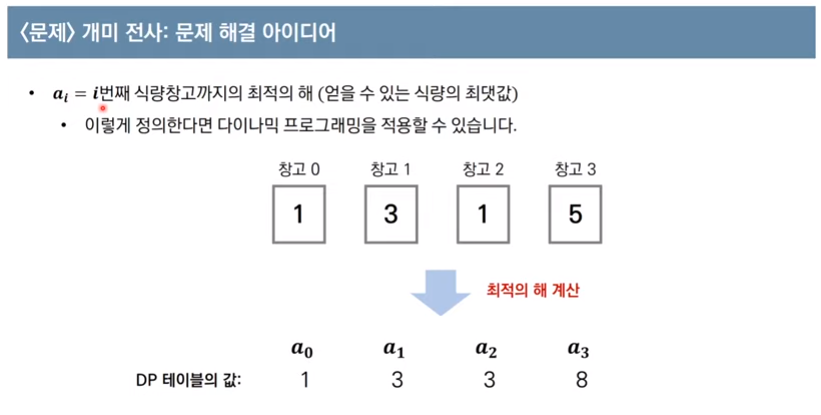 <문제> 개미 전사: 문제 해결 아이디어
• a_i = i번째 식량창고까지의 최적의 해 (얻을 수 있는 식량의 최댓값)
• 이렇게 정의한다면 다이나믹 프로그래밍을 적용할 수 있습니다.
창고 0 창고 1 창고 2 창고 3
1 3 1 5
최적의 해 계산
a₀ a₁ a₂ a₃
DP 테이블의 값: 1 3 3 8